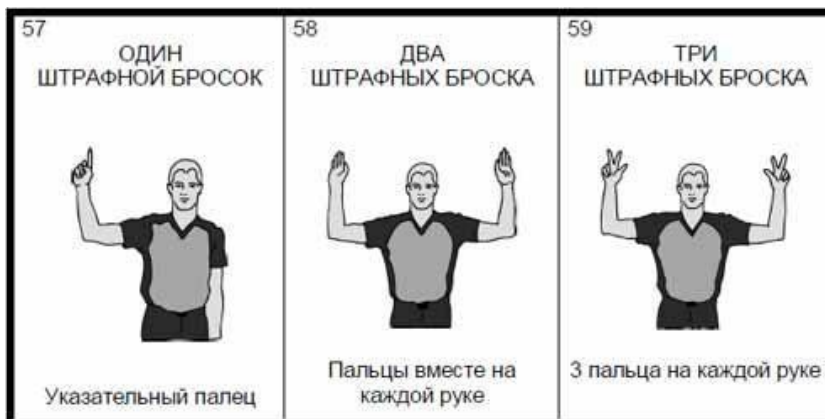 57
ОДИН
ШТРАФНОЙ БРОСОК
Указательный палец
58
ДВА
ШТРАФНЫХ БРОСКА
Пальцы вместе на
каждой руке
59
ТРИ
ШТРАФНЫХ БРОСКА
3 пальца на каждой руке